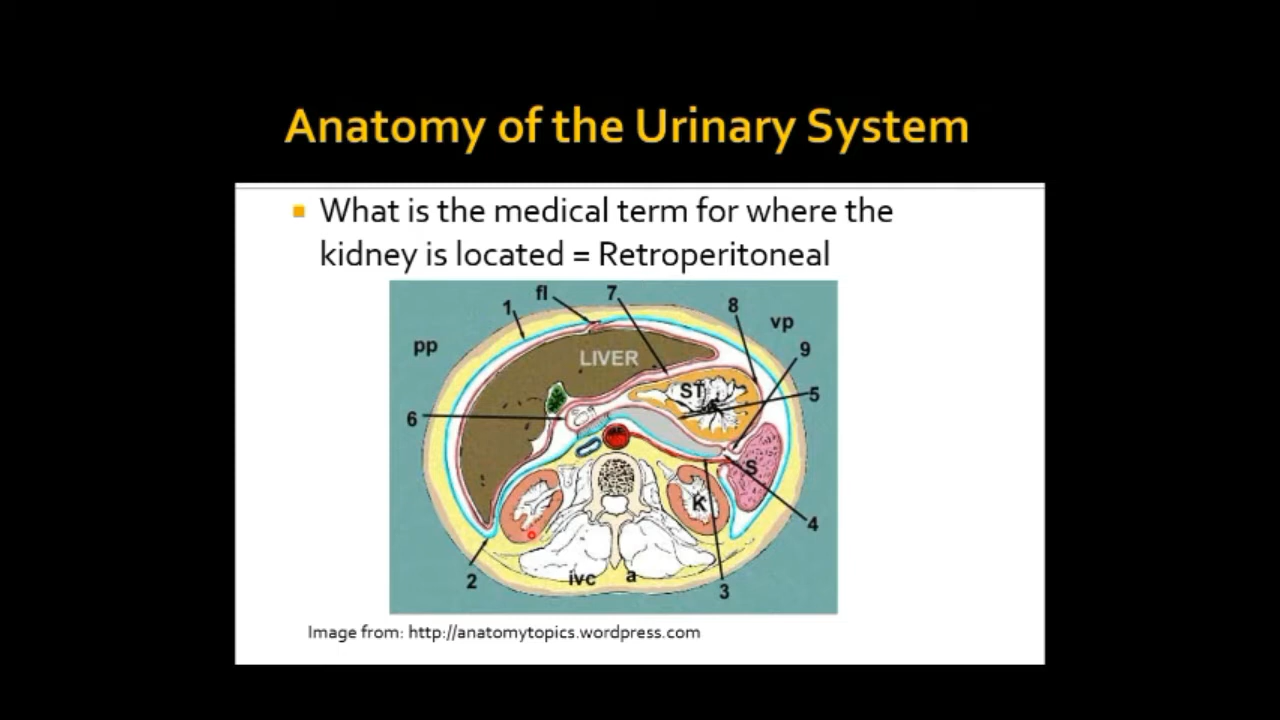 Anatomy of the Urinary System
What is the medical term for where the
kidney is located = Retroperitoneal
fl
7
1
8
vp
pp
9
LIVER
ST
5
6
S
K
4
2
ivc
a
3
Image from: http://anatomytopics.wordpress.com